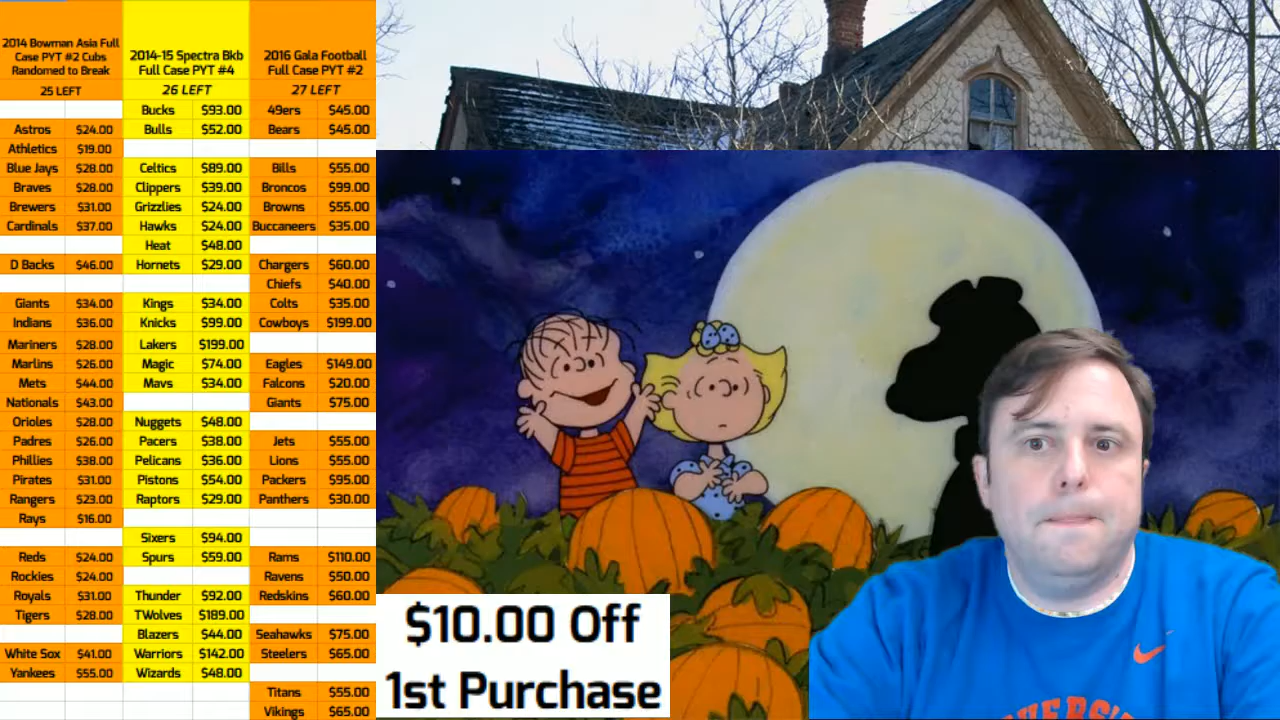 2014 Bowman Asia Full
Case PYT #2 Cubs
Randomed to Break
25 LEFT
Astros $24.00
Athletics $19.00
Blue Jays $28.00
Braves $28.00
Brewers $31.00
Cardinals $37.00
D Backs $46.00
Giants $34.00
Indians $36.00
Mariners $28.00
Marlins $26.00
Mets $44.00
Nationals $43.00
Orioles $28.00
Padres $26.00
Phillies $38.00
Pirates $31.00
Rangers $23.00
Rays $16.00
Reds $24.00
Rockies $24.00
Royals $31.00
Tigers $28.00
White Sox $41.00
Yankees $55.00
2014-15 Spectra Bkb
Full Case PYT #4
26 LEFT
Bucks $93.00
Bulls $52.00
Celtics $89.00
Clippers $39.00
Grizzlies $24.00
Hawks $24.00
Heat $48.00
Hornets $29.00
Kings $34.00
Knicks $99.00
Lakers $199.00
Magic $74.00
Mavs $34.00
Nuggets $48.00
Pacers $38.00
Pelicans $36.00
Pistons $54.00
Raptors $29.00
Sixers $94.00
Spurs $59.00
Thunder $92.00
TWolves $189.00
Blazers $44.00
Warriors $142.00
Wizards $48.00
2016 Gala Football
Full Case PYT #2
27 LEFT
49ers $45.00
Bears $45.00
Bills $55.00
Broncos $99.00
Browns $55.00
Buccaneers $35.00
Chargers $60.00
Chiefs $40.00
Colts $35.00
Cowboys $199.00
Eagles $149.00
Falcons $20.00
Giants $75.00
Jets $55.00
Lions $55.00
Packers $95.00
Panthers $30.00
Rams $110.00
Ravens $50.00
Redskins $60.00
Seahawks $75.00
Steelers $65.00
Titans $55.00
Vikings $65.00
$10.00 Off
1st Purchase